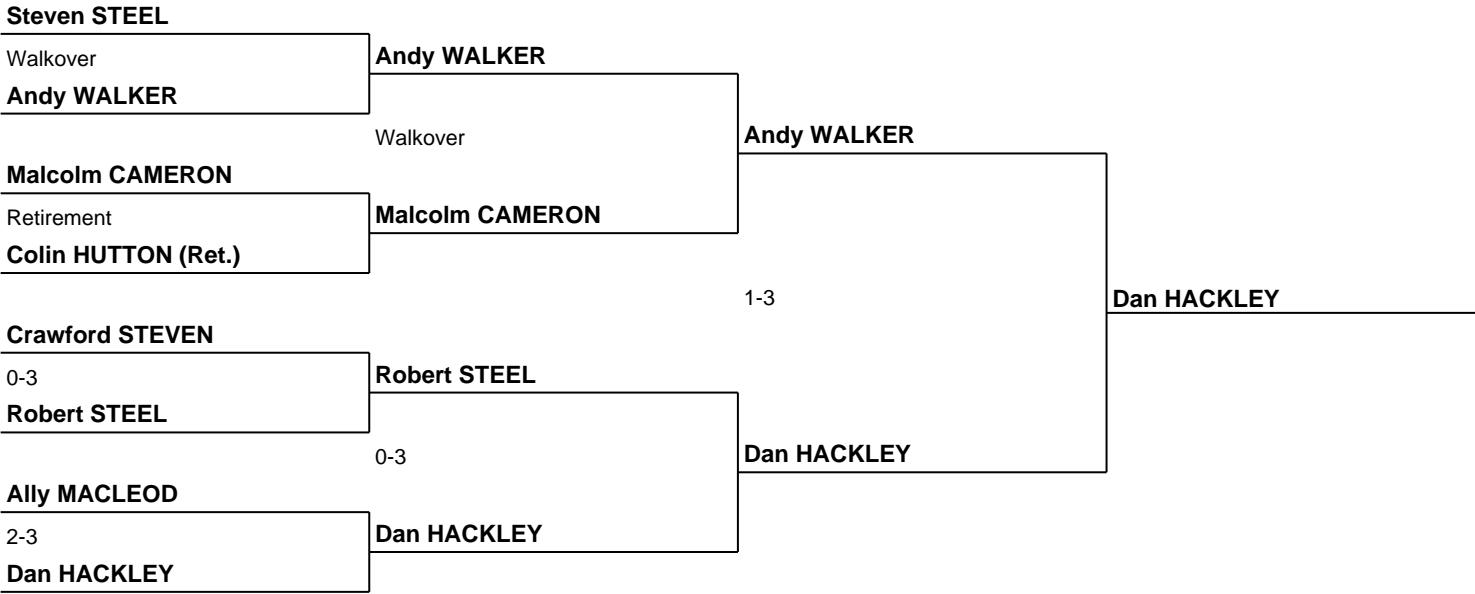 Steven STEEL
Walkover
Andy WALKER
Andy WALKER
Walkover
Andy WALKER
Malcolm CAMERON
Retirement
Malcolm CAMERON
Colin HUTTON (Ret.)
1-3
Dan HACKLEY
Crawford STEVEN
0-3
Robert STEEL
Robert STEEL
0-3
Dan HACKLEY
Ally MACLEOD
2-3
Dan HACKLEY
Dan HACKLEY